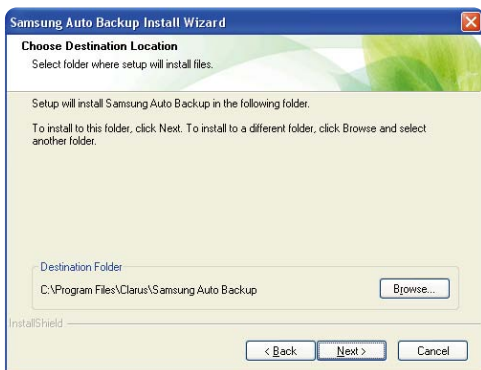 Samsung Auto Backup Install Wizard
Choose Destination Location
Select folder where setup will install files.
Setup will install Samsung Auto Backup in the following folder.
To install to this folder, click Next. To install to a different folder, click Browse and select
another folder.
Destination Folder
C:\Program Files\Clarus\Samsung Auto Backup
Browse...
InstallShield
< Back
Next >
Cancel